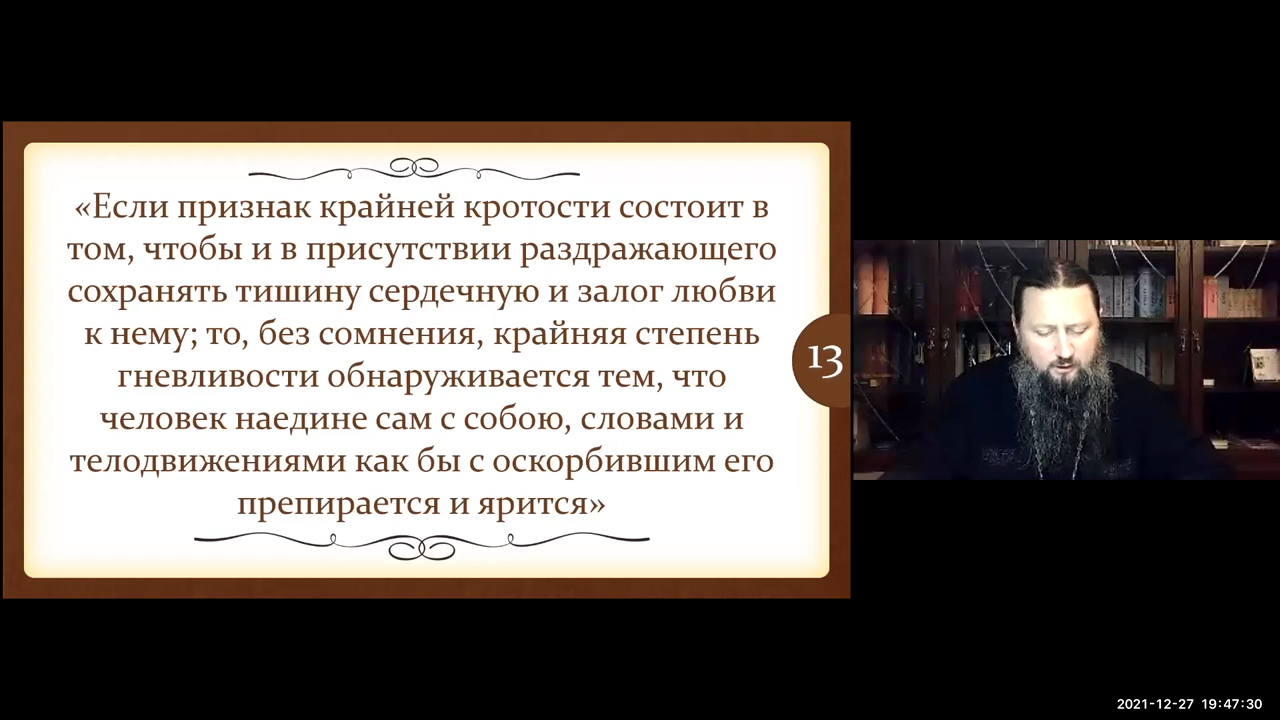 «Если признак крайней кротости состоит в
том, чтобы и в присутствии раздражающего
сохранять тишину сердечную и залог любви
к нему; то, без сомнения, крайняя степень
гневливости обнаруживается тем, что
человек наедине сам с собою, словами и
телодвижениями как бы с оскорбившим его
препирается и ярится»
13
2021-12-27 19:47:30